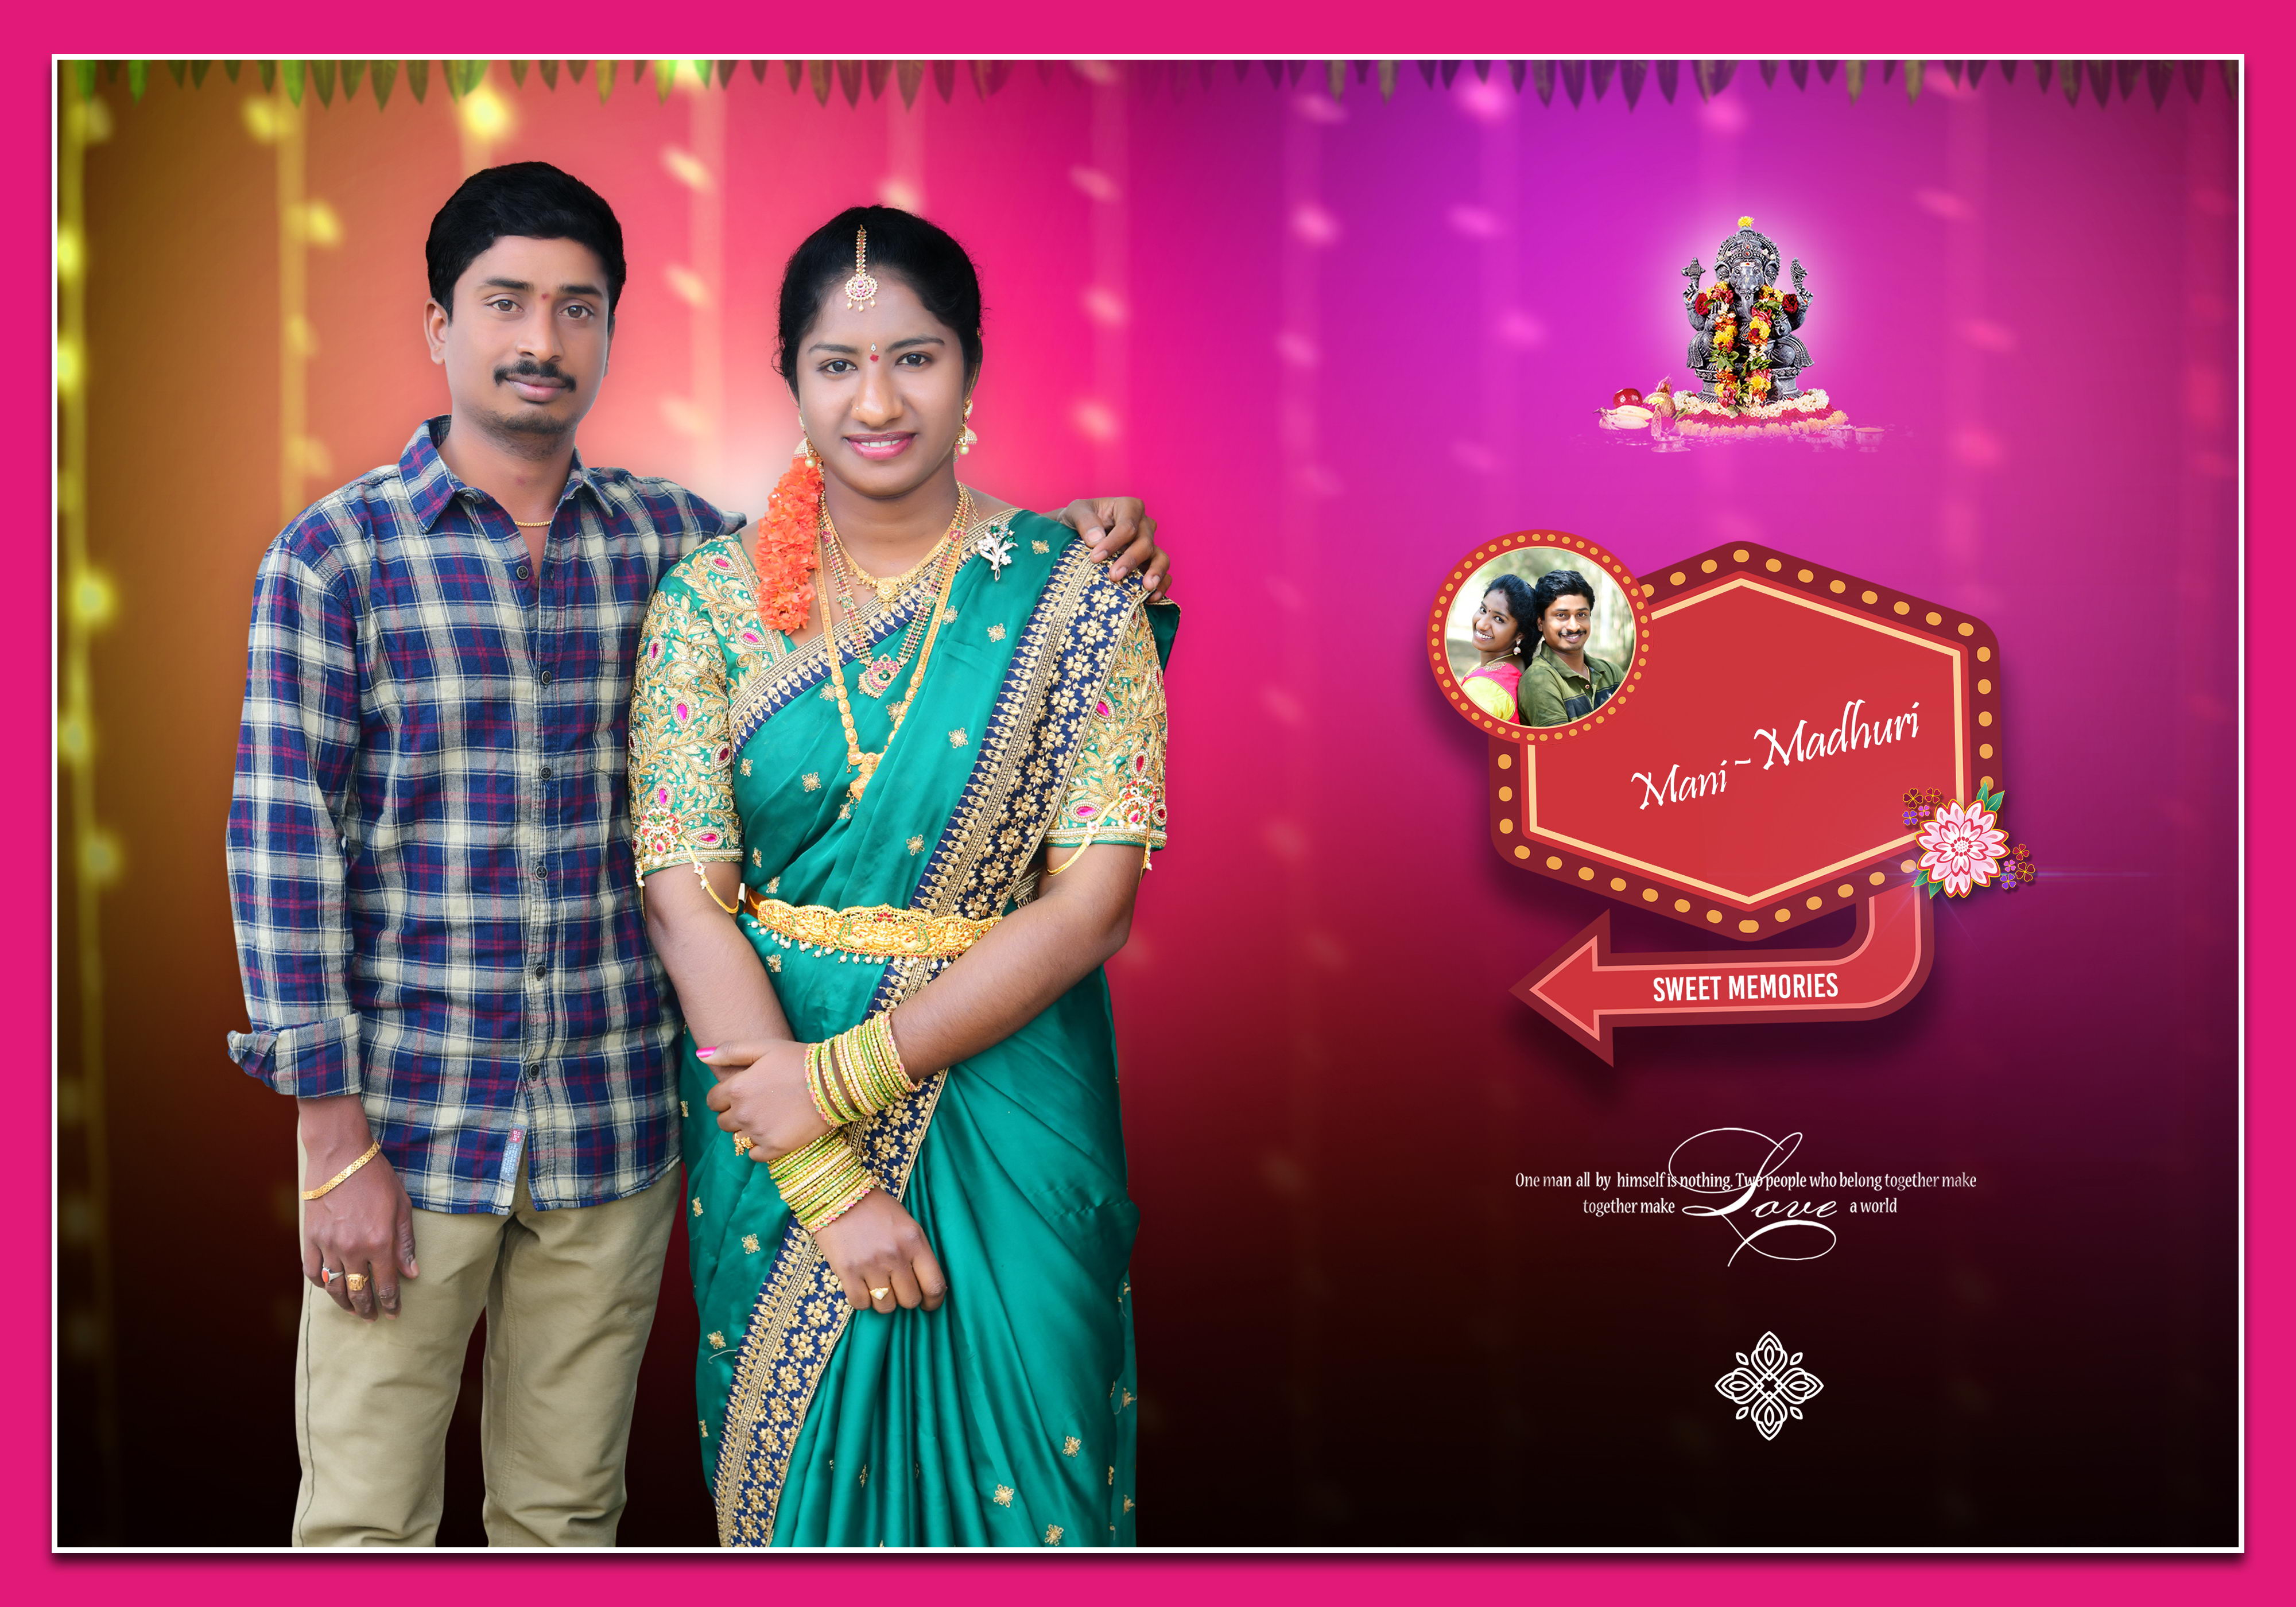 Mani - Madhuri
SWEET MEMORIES
One man all by himself is nothing. Two people who belong together make
together make Love a world